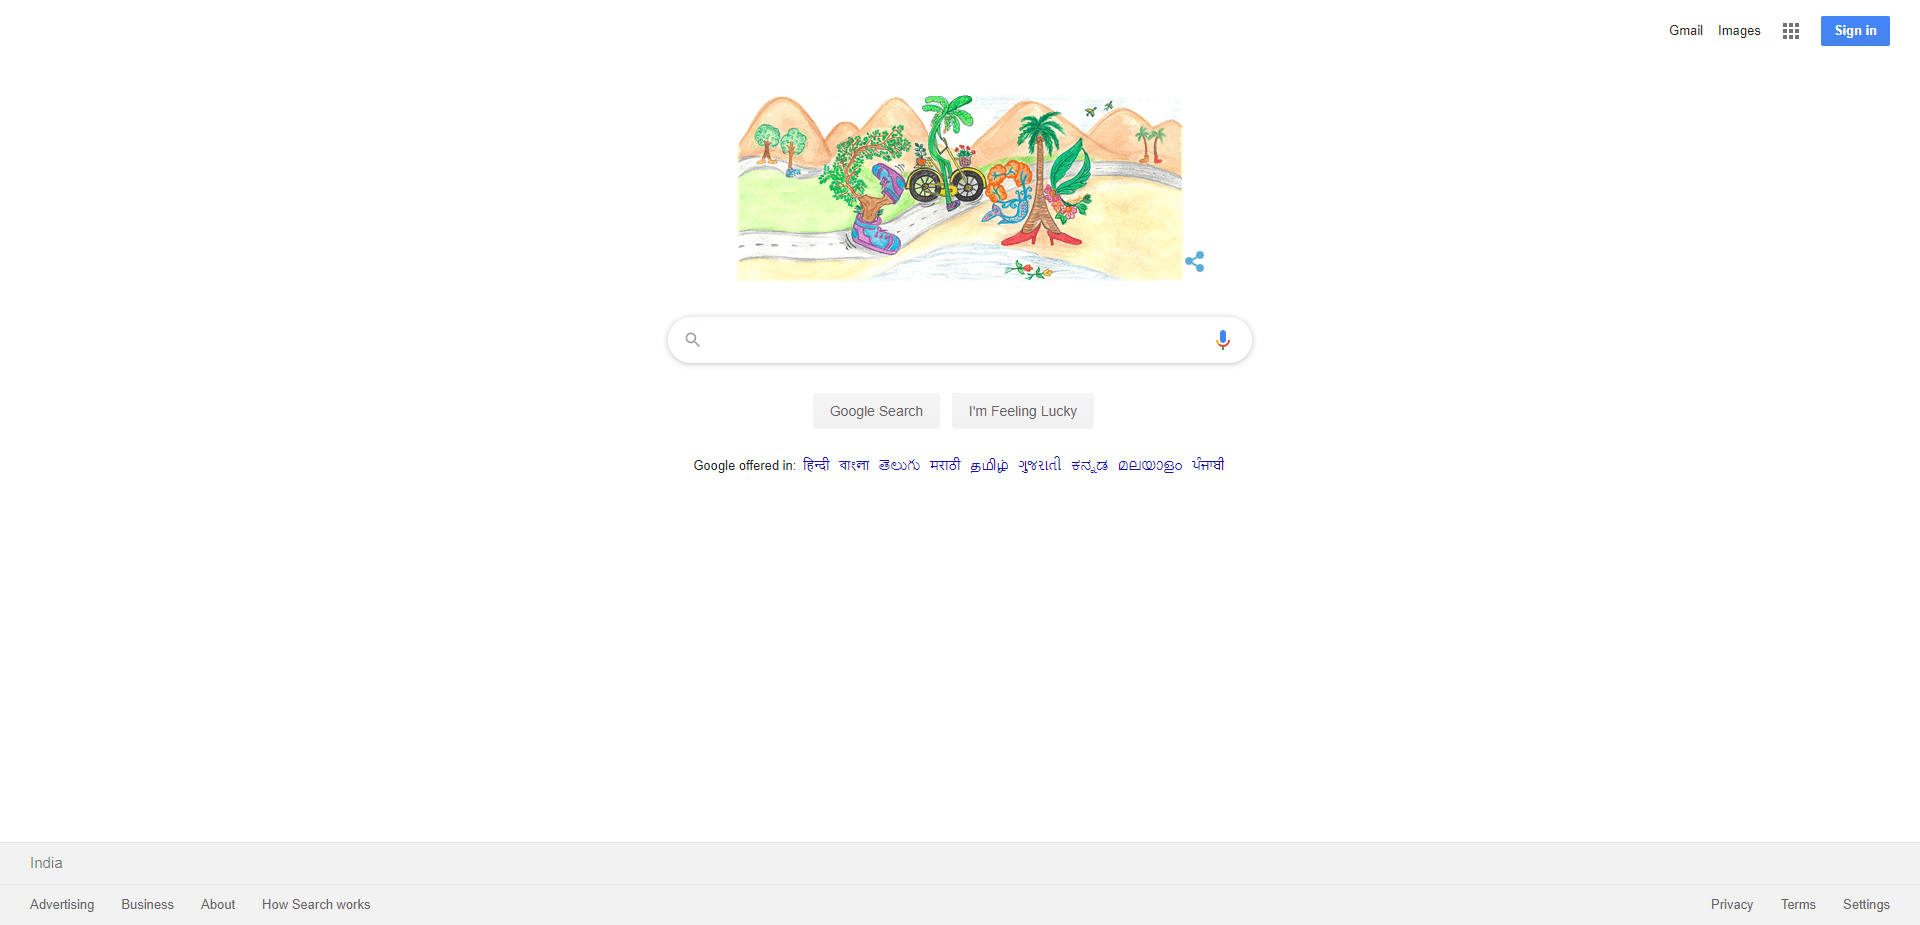 Gmail Images Sign in
Google Search I'm Feeling Lucky
Google offered in: हिन्दी বাংলা తెలుగు मराठी தமிழ் ગુજરાતી ಕನ್ನಡ മലയാളം ਪੰਜਾਬੀ
India
Advertising Business About How Search works Privacy Terms Settings